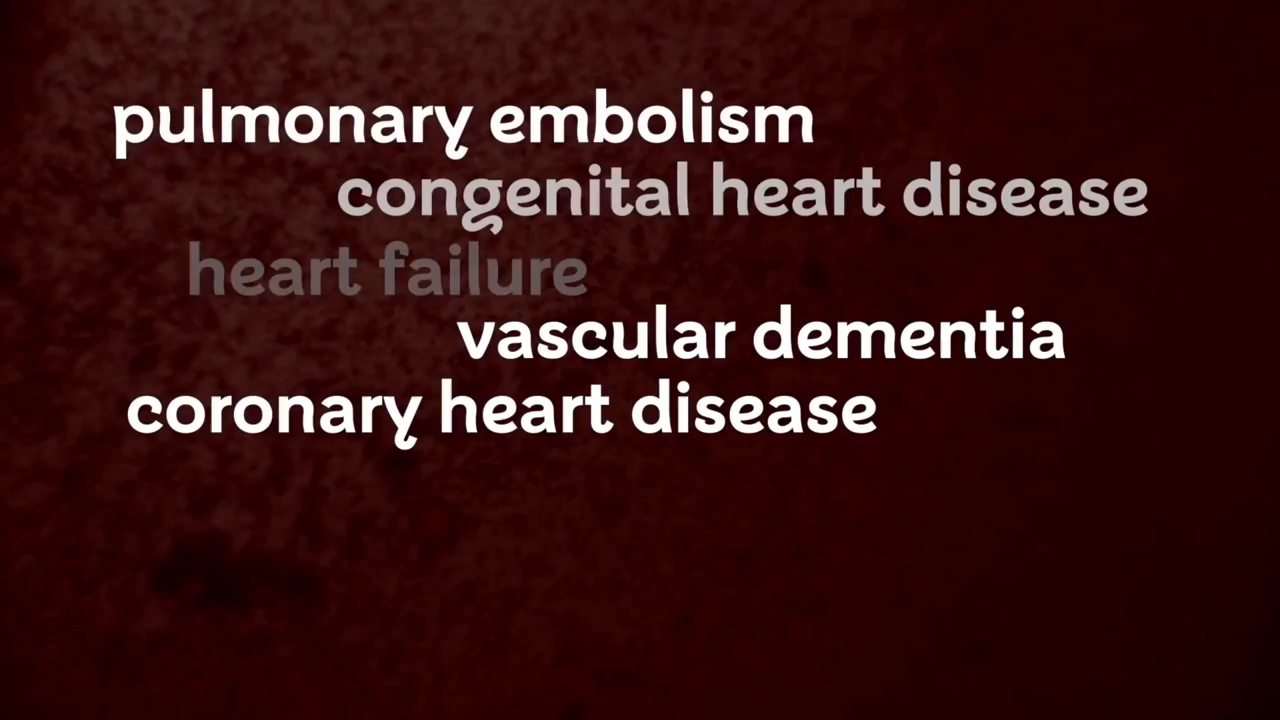 pulmonary embolism
congenital heart disease
heart failure
vascular dementia
coronary heart disease